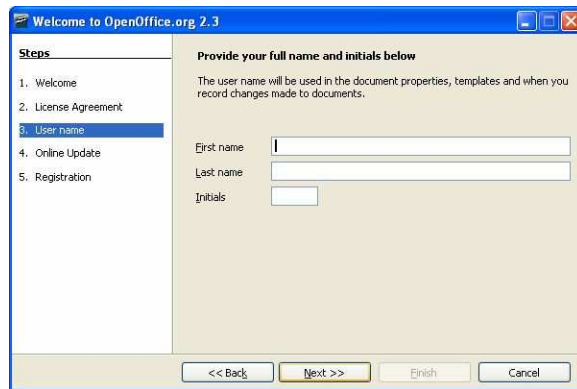 Welcome to OpenOffice.org 2.3
Steps
1. Welcome
2. License Agreement
3. User name
4. Online Update
5. Registration
Provide your full name and initials below
The user name will be used in the document properties, templates and when you
record changes made to documents.
First name
Last name
Initials
<< Back
Next >>
Finish
Cancel